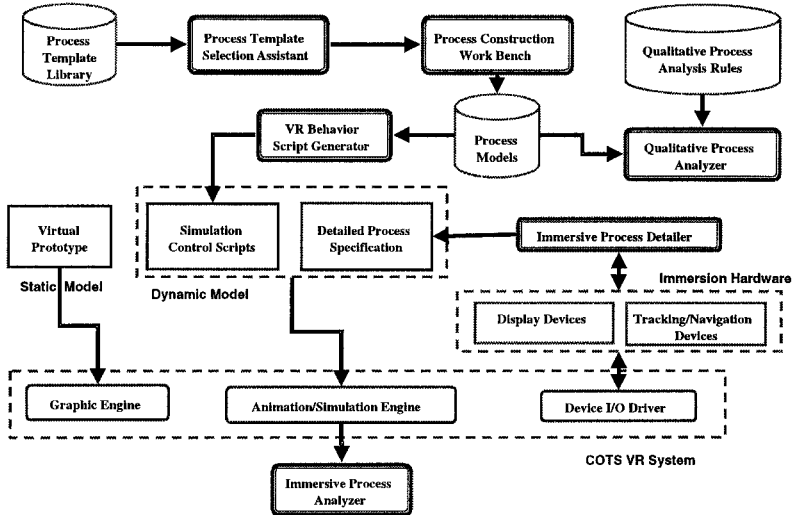 Process
Template
Library
Process Template
Selection Assistant
Process Construction
Work Bench
Qualitative Process
Analysis Rules
VR Behavior
Script Generator
Process
Models
Qualitative Process
Analyzer
Virtual
Prototype
Simulation
Control Scripts
Detailed Process
Specification
Immersive Process Detailer
Static Model
Dynamic Model
Immersion Hardware
Display Devices
Tracking/Navigation
Devices
Graphic Engine
Animation/Simulation Engine
Device I/O Driver
COTS VR System
Immersive Process
Analyzer